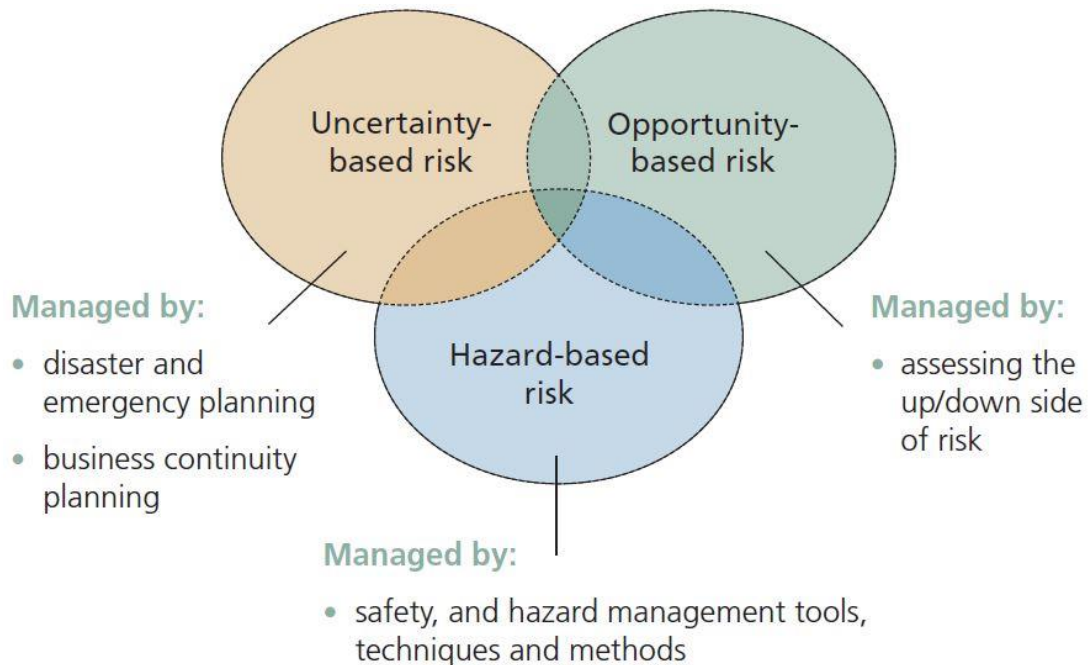 Uncertainty-
based risk
Opportunity-
based risk
Hazard-based
risk
Managed by:
• disaster and
emergency planning
• business continuity
planning
Managed by:
• assessing the
up/down side
of risk
Managed by:
• safety, and hazard management tools,
techniques and methods